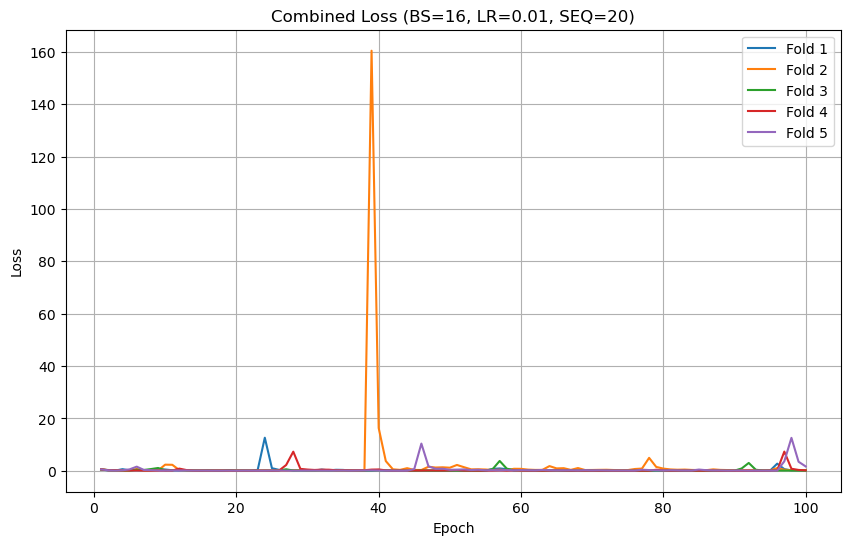 Combined Loss (BS=16, LR=0.01, SEQ=20)
Fold 1
Fold 2
Fold 3
Fold 4
Fold 5
160
140
120
100
80
60
40
20
0
Loss
0 20 40 60 80 100
Epoch